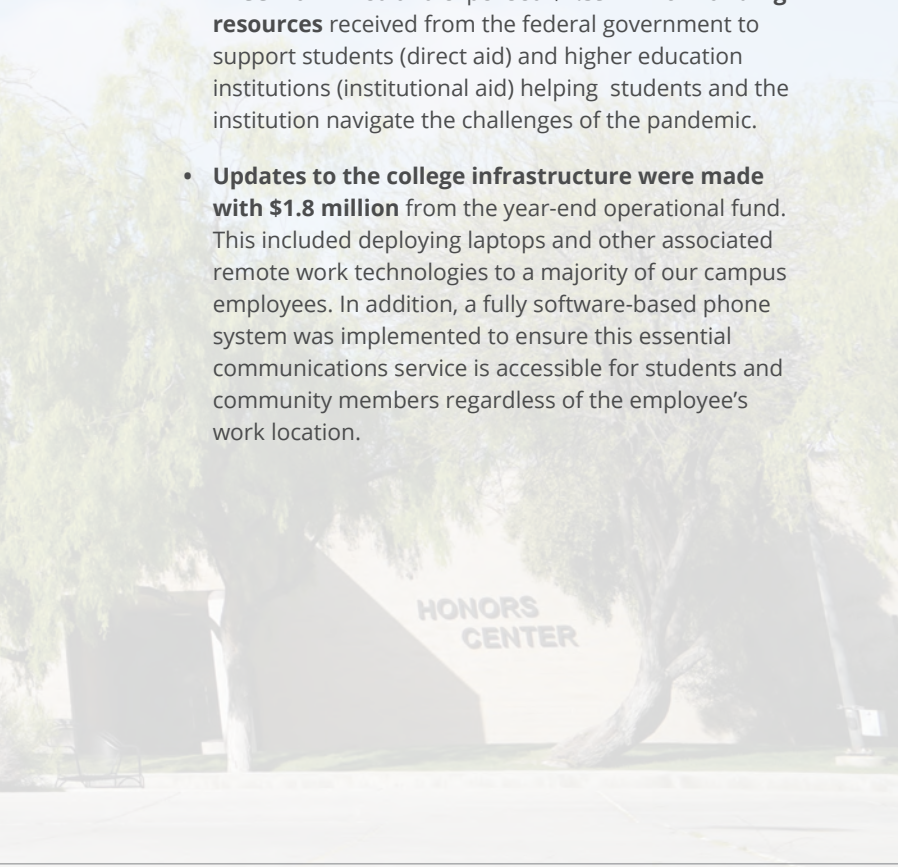 resources received from the federal government to
support students (direct aid) and higher education
institutions (institutional aid) helping  students and the
institution navigate the challenges of the pandemic.
• Updates to the college infrastructure were made
with $1.8 million from the year-end operational fund.
This included deploying laptops and other associated
remote work technologies to a majority of our campus
employees. In addition, a fully software-based phone
system was implemented to ensure this essential
communications service is accessible for students and
community members regardless of the employee’s
work location.
HONORS
CENTER